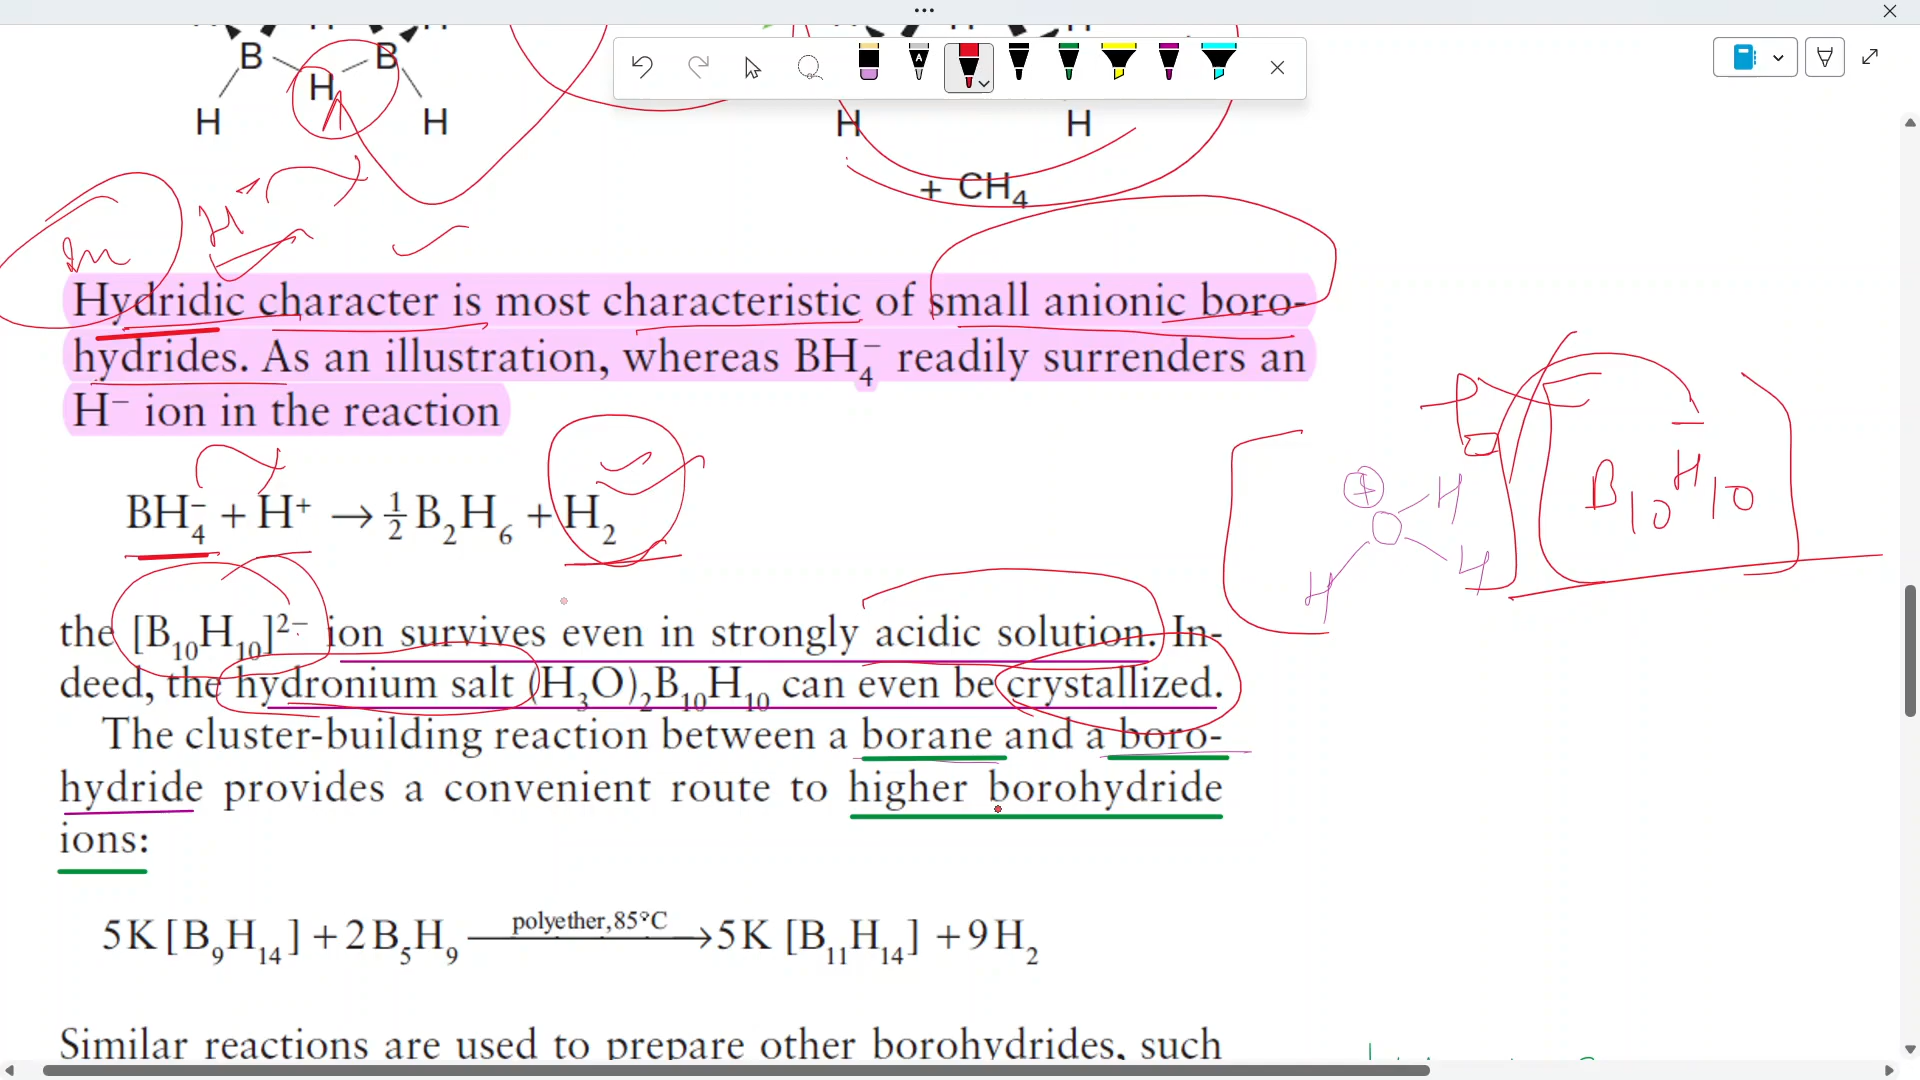 B H B
H H H H
+ CH₄
H
Hydridic character is most characteristic of small anionic boro-
hydrides. As an illustration, whereas BH₄⁻ readily surrenders an
H⁻ ion in the reaction
BH₄⁻ + H⁺ → ½ B₂H₆ + H₂
the [B₁₀H₁₀]²⁻ ion survives even in strongly acidic solution. In-
deed, the hydronium salt (H₃O)₂B₁₀H₁₀ can even be crystallized.
The cluster-building reaction between a borane and a boro-
hydride provides a convenient route to higher borohydride
ions:
5K [B₉H₁₄] + 2B₅H₉ polyether, 85°C → 5K [B₁₁H₁₄] + 9H₂
Similar reactions are used to prepare other borohydrides, such
+ O H H H
B₁₀H₁₀